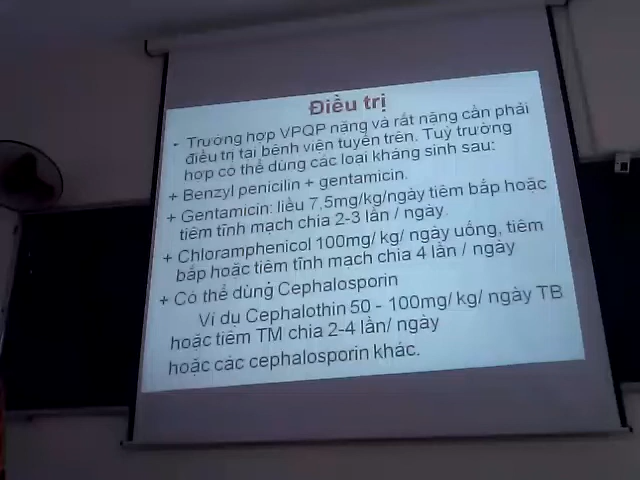 Điều trị
- Trường hợp VPQP nặng và rất nặng cần phải
điều trị tại bệnh viện tuyến trên. Tuỳ trường
hợp có thể dùng các loại kháng sinh sau:
+ Benzyl penicilin + gentamicin.
+ Gentamicin: liều 7,5mg/kg/ngày tiêm bắp hoặc
tiêm tĩnh mạch chia 2-3 lần / ngày.
+ Chloramphenicol 100mg/ kg/ ngày uống, tiêm
bắp hoặc tiêm tĩnh mạch chia 4 lần / ngày
+ Có thể dùng Cephalosporin
Ví dụ Cephalothin 50 - 100mg/ kg/ ngày TB
hoặc tiêm TM chia 2-4 lần/ ngày
hoặc các cephalosporin khác.